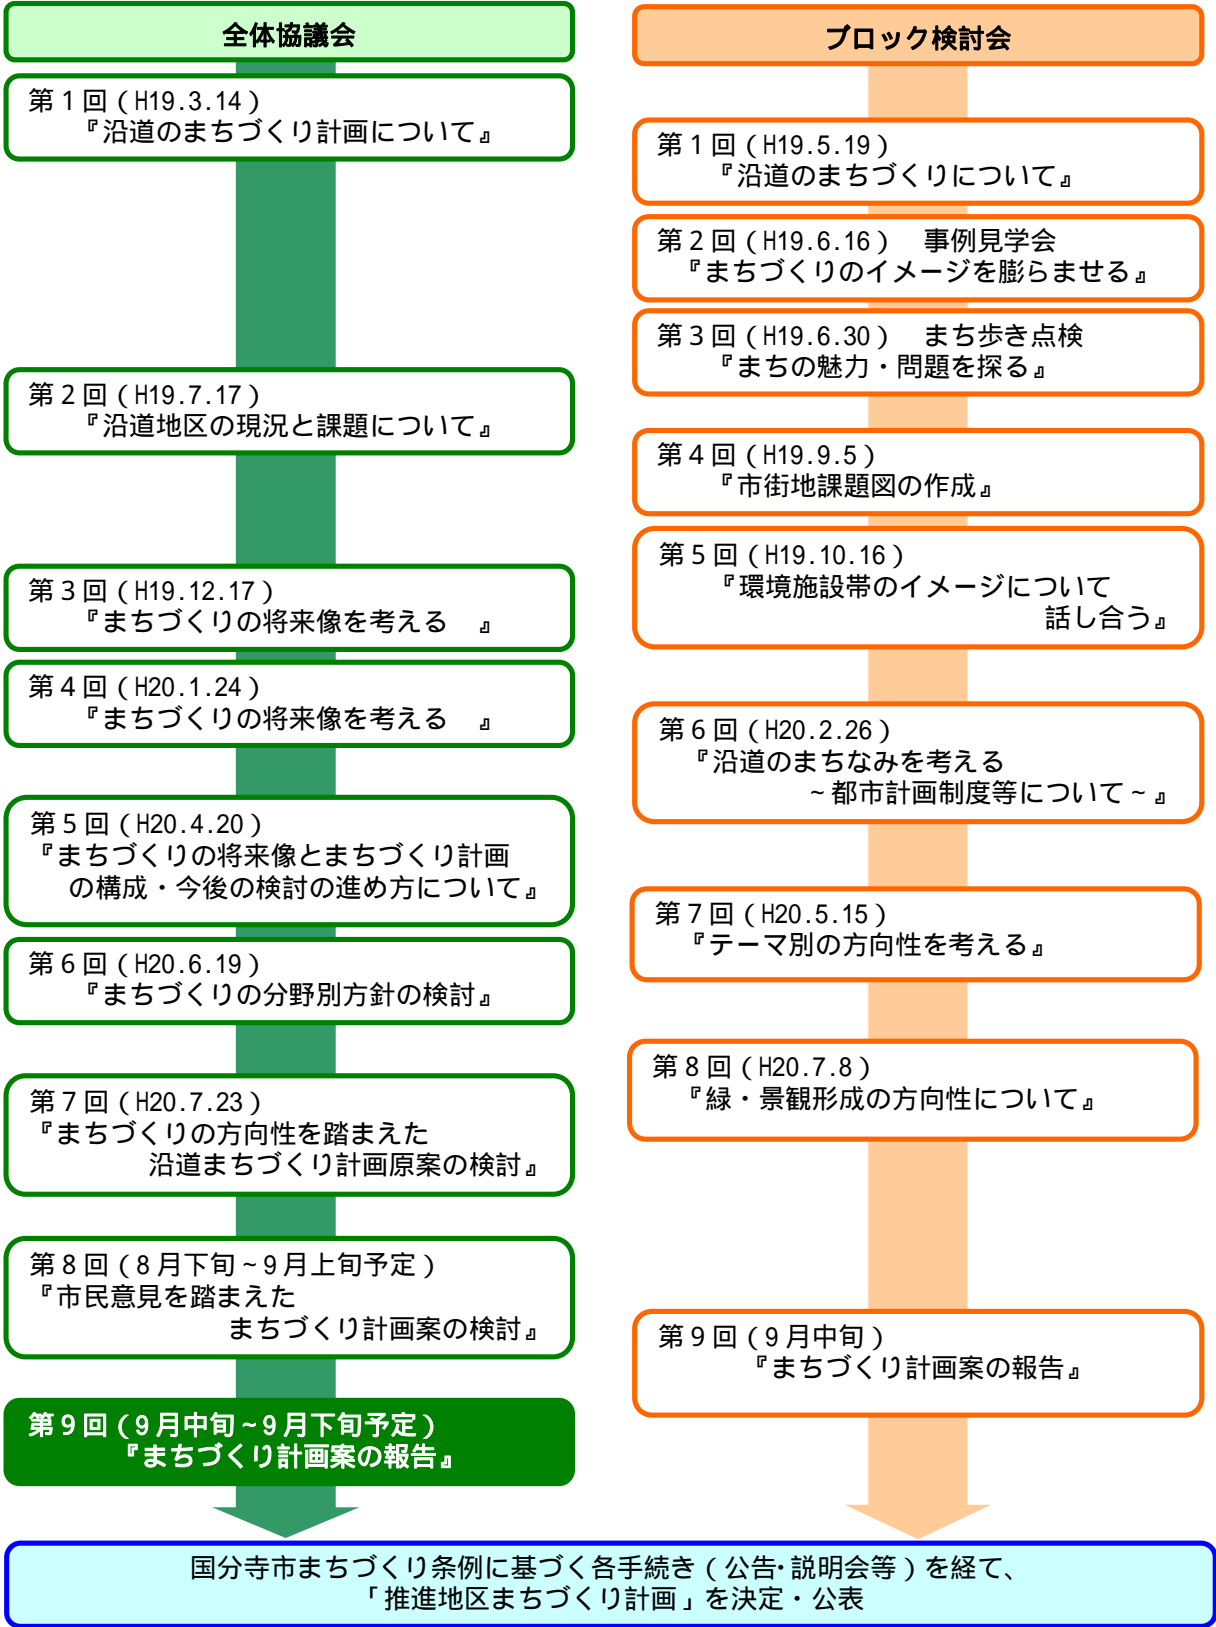 全体協議会
第1回(H19.3.14)
『沿道のまちづくり計画について』
第2回(H19.7.17)
『沿道地区の現況と課題について』
第3回(H19.12.17)
『まちづくりの将来像を考える　』
第4回(H20.1.24)
『まちづくりの将来像を考える　』
第5回(H20.4.20)
『まちづくりの将来像とまちづくり計画
の構成・今後の検討の進め方について』
第6回(H20.6.19)
『まちづくりの分野別方針の検討』
第7回(H20.7.23)
『まちづくりの方向性を踏まえた
沿道まちづくり計画原案の検討』
第8回(8月下旬~9月上旬予定)
『市民意見を踏まえた
まちづくり計画案の検討』
第9回(9月中旬~9月下旬予定)
『まちづくり計画案の報告』
ブロック検討会
第1回(H19.5.19)
『沿道のまちづくりについて』
第2回(H19.6.16)　事例見学会
『まちづくりのイメージを膨らませる』
第3回(H19.6.30)　まち歩き点検
『まちの魅力・問題を探る』
第4回(H19.9.5)
『市街地課題図の作成』
第5回(H19.10.16)
『環境施設帯のイメージについて
話し合う』
第6回(H20.2.26)
『沿道のまちなみを考える
~都市計画制度等について~』
第7回(H20.5.15)
『テーマ別の方向性を考える』
第8回(H20.7.8)
『緑・景観形成の方向性について』
第9回(9月中旬)
『まちづくり計画案の報告』
国分寺市まちづくり条例に基づく各手続き(公告・説明会等)を経て、
「推進地区まちづくり計画」を決定・公表